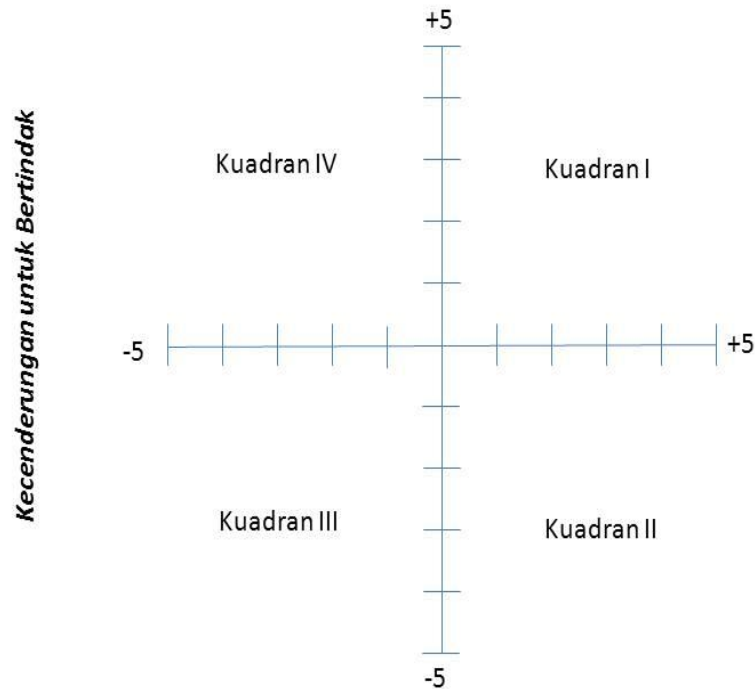 +5
Kecenderungan untuk Bertindak
Kuadran IV
Kuadran I
-5
+5
Kuadran III
Kuadran II
-5